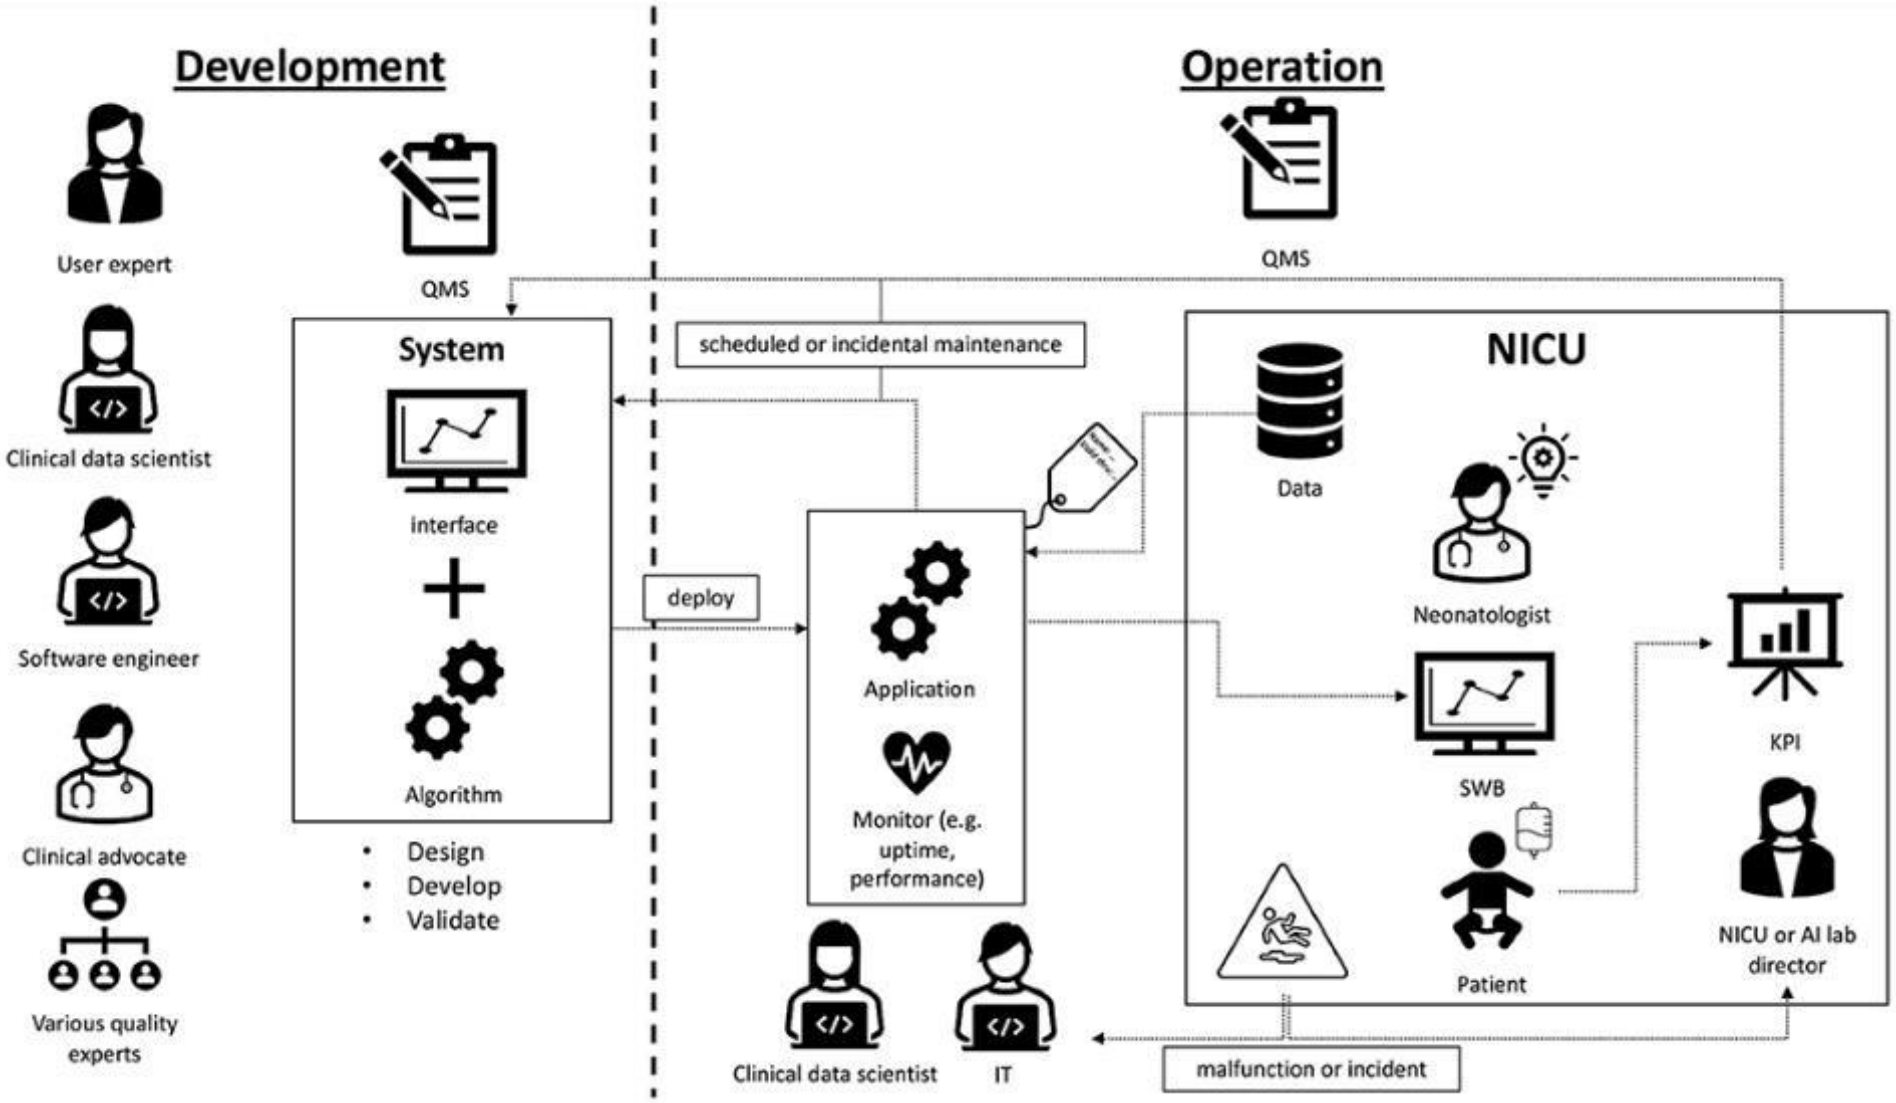 Development
User expert
Clinical data scientist
</>
Software engineer
</>
Clinical advocate
Various quality
experts
QMS
System
interface
+
Algorithm
• Design
• Develop
• Validate
Operation
QMS
scheduled or incidental maintenance
deploy
Application
Monitor (e.g.
uptime,
performance)
Clinical data scientist
</>
IT
</>
NICU
Data
Neonatologist
SWB
Patient
KPI
NICU or AI lab
director
malfunction or incident